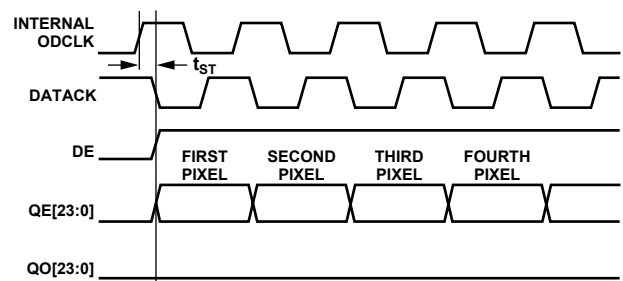 INTERNAL
ODCLK
tST
DATACK
DE
FIRST
PIXEL
SECOND
PIXEL
THIRD
PIXEL
FOURTH
PIXEL
QE[23:0]
QO[23:0]